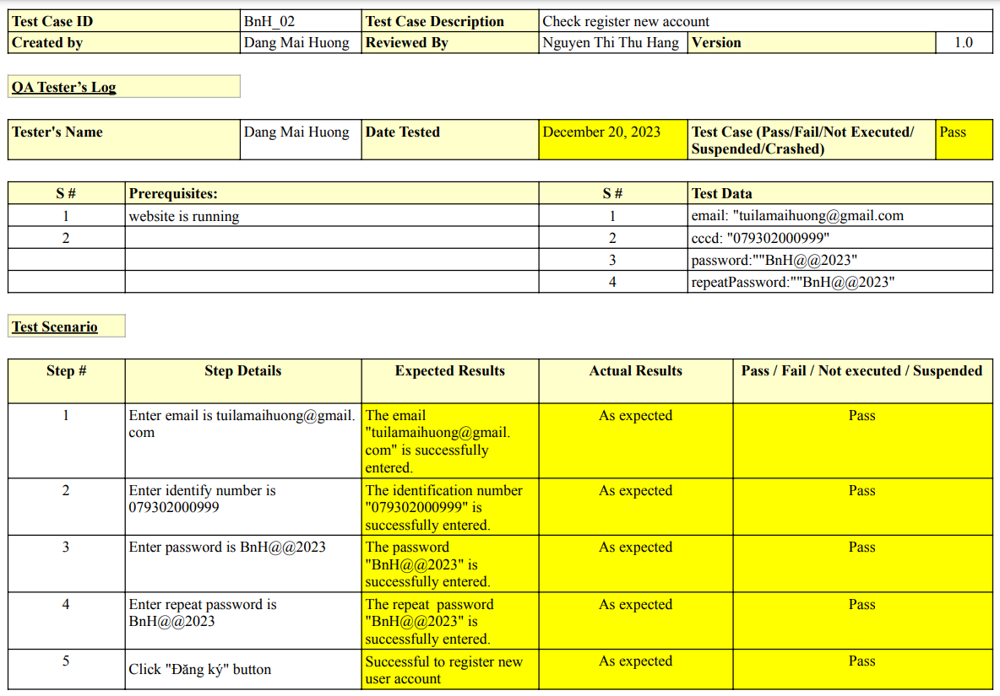 Test Case ID BnH_02 Test Case Description Check register new account
Created by Dang Mai Huong Reviewed By Nguyen Thi Thu Hang Version 1.0
QA Tester’s Log
Tester's Name Dang Mai Huong Date Tested December 20, 2023 Test Case (Pass/Fail/Not Executed/ Pass
Suspended/Crashed)
S # Prerequisites: S # Test Data
1 website is running 1 email: "tuilamaihuong@gmail.com
2 2 cccd: "079302000999"
3 password:""BnH@@2023"
4 repeatPassword:""BnH@@2023"
Test Scenario
Step # Step Details Expected Results Actual Results Pass / Fail / Not executed / Suspended
1 Enter email is tuilamaihuong@gmail. The email As expected Pass
com "tuilamaihuong@gmail.
com" is successfully
entered.
2 Enter identify number is The identification number As expected Pass
079302000999 "079302000999" is
successfully entered.
3 Enter password is BnH@@2023 The password As expected Pass
"BnH@@2023" is
successfully entered.
4 Enter repeat password is The repeat  password As expected Pass
BnH@@2023 "BnH@@2023" is
successfully entered.
5 Click "Đăng ký" button Successful to register new As expected Pass
user account